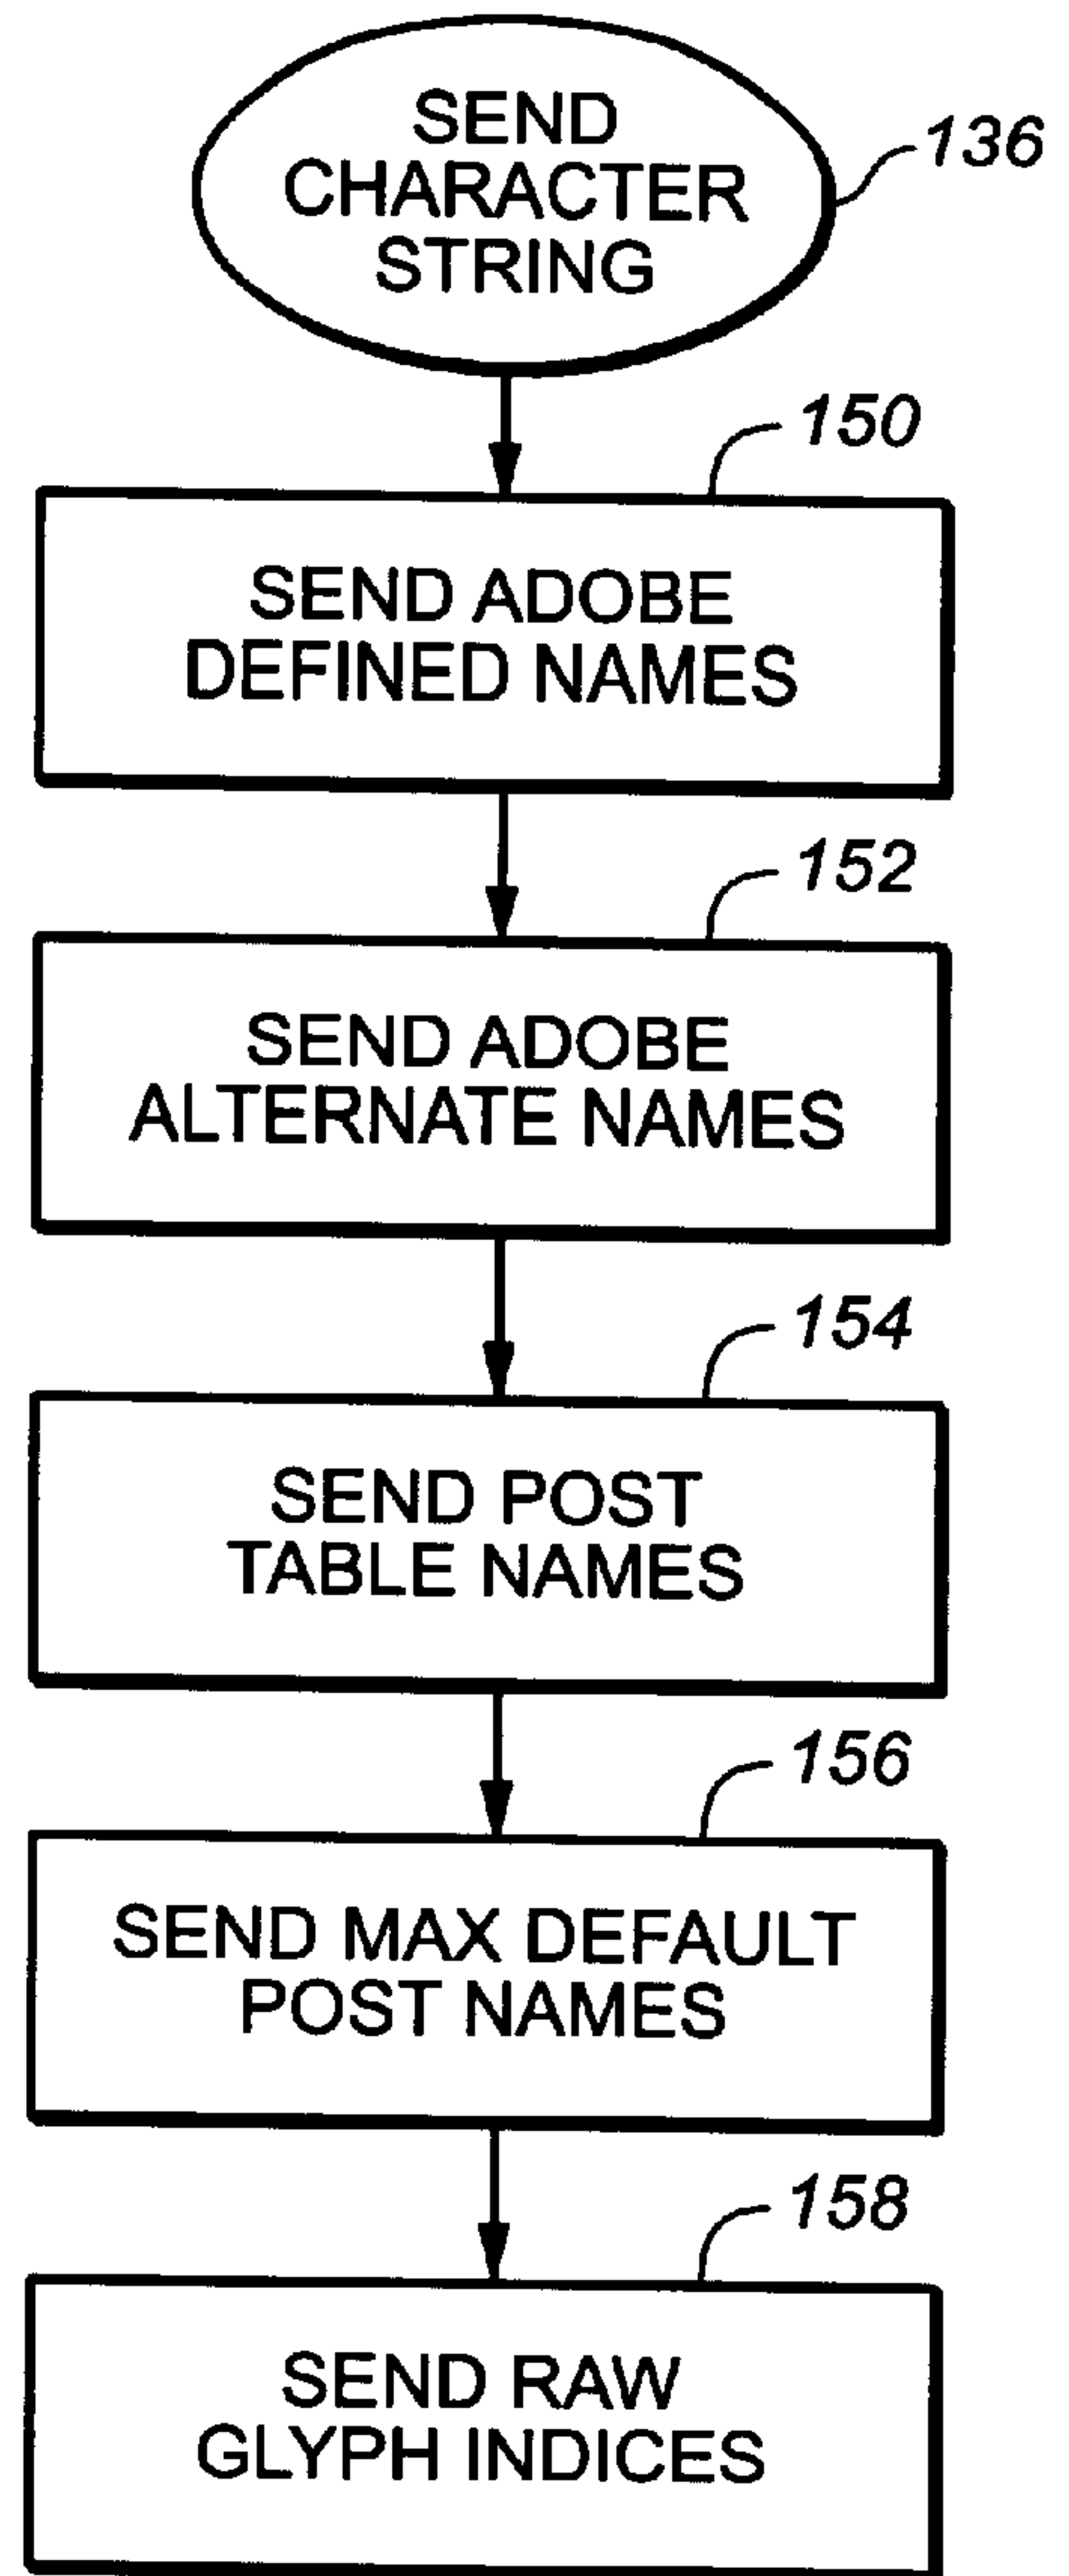 SEND
CHARACTER
STRING
136
150
SEND ADOBE
DEFINED NAMES
152
SEND ADOBE
ALTERNATE NAMES
154
SEND POST
TABLE NAMES
156
SEND MAX DEFAULT
POST NAMES
158
SEND RAW
GLYPH INDICES